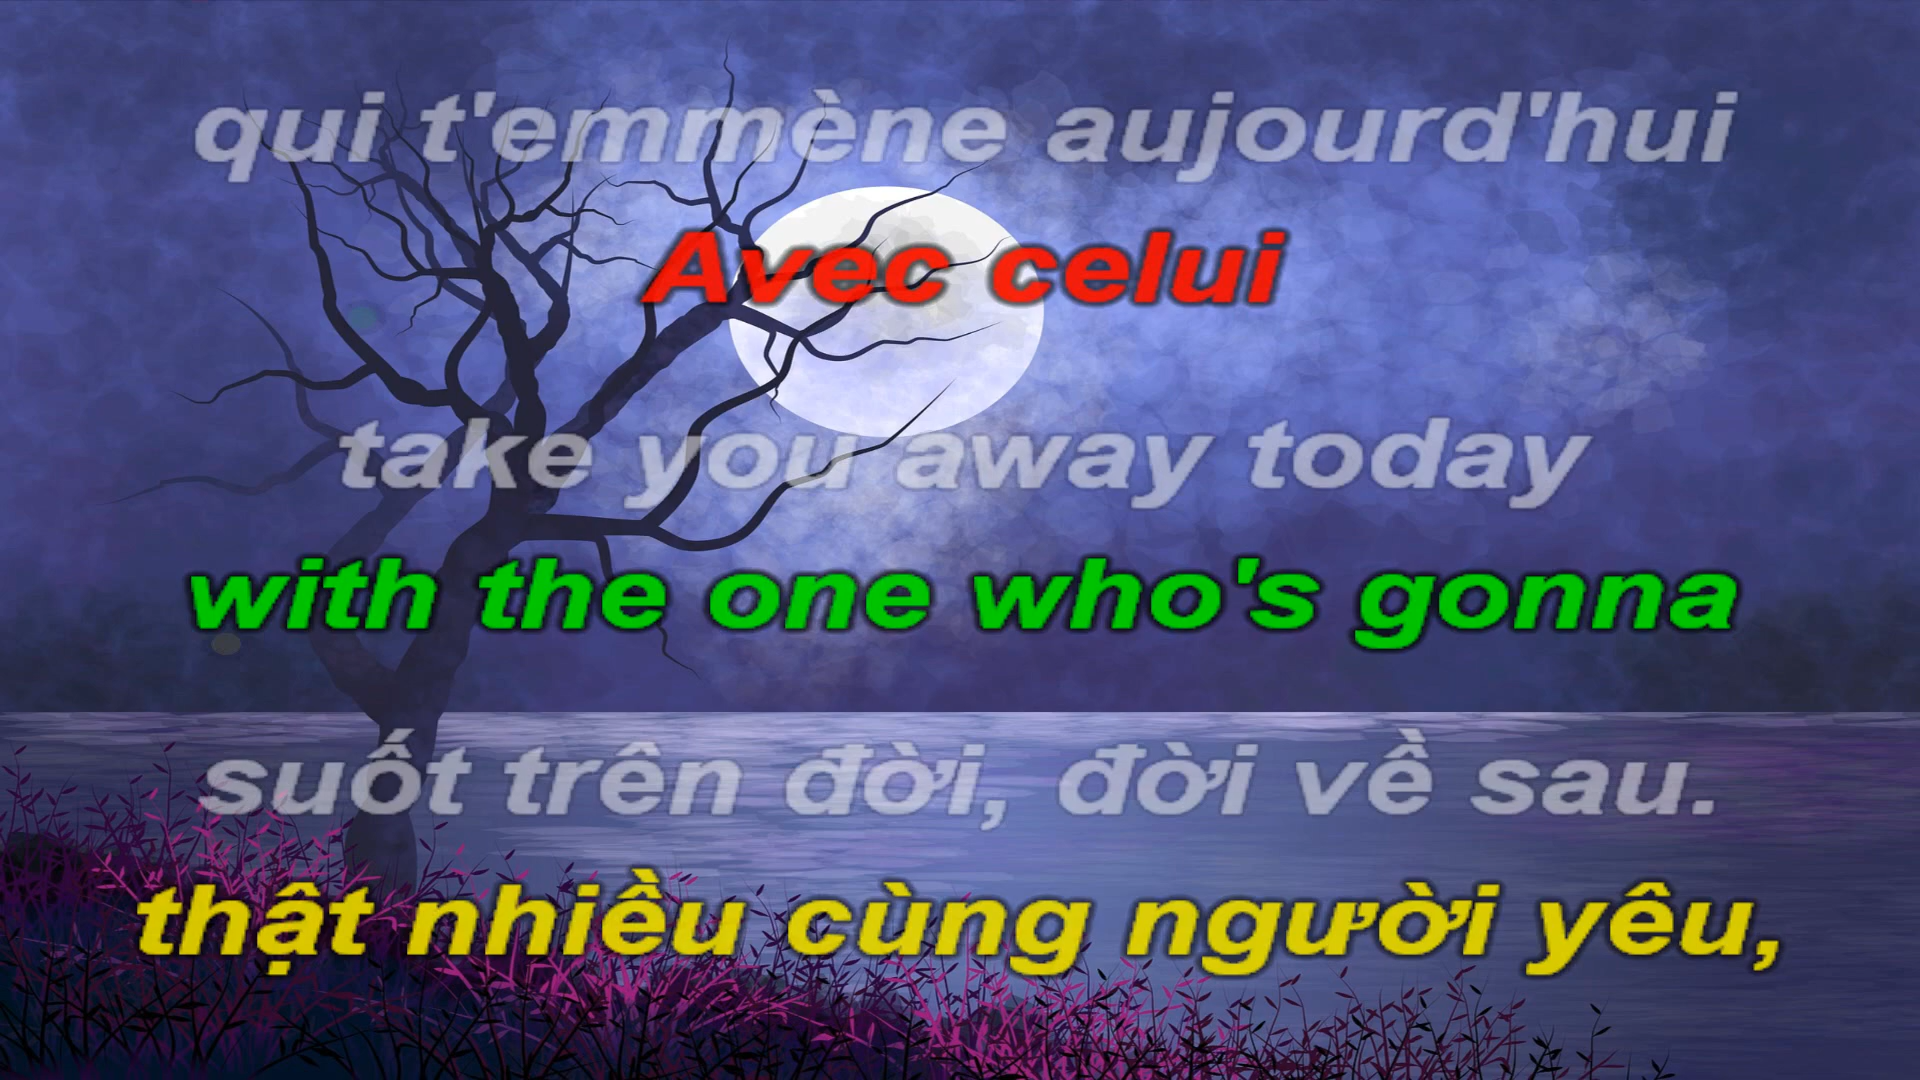 qui t'emmène aujourd'hui
Avec celui
take you away today
with the one who's gonna
suốt trên đời, đời về sau.
thật nhiều cùng người yêu,